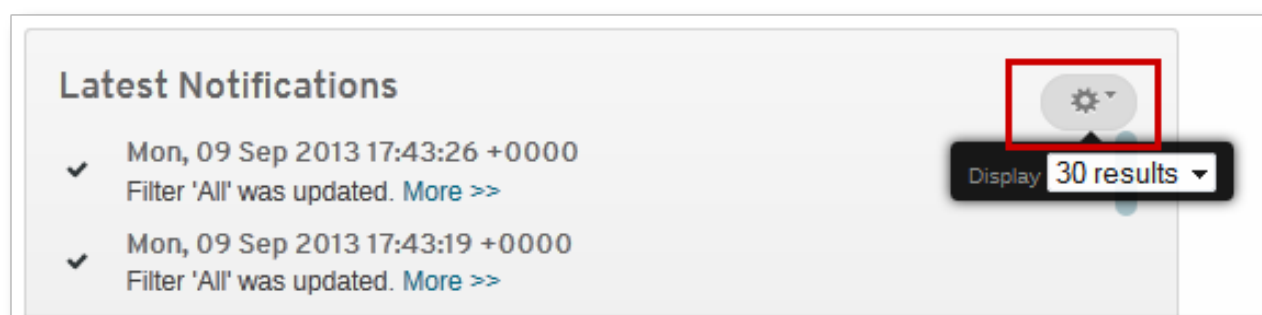 Latest Notifications
Mon, 09 Sep 2013 17:43:26 +0000
Filter 'All' was updated. More >>
Display 30 results
Mon, 09 Sep 2013 17:43:19 +0000
Filter 'All' was updated. More >>